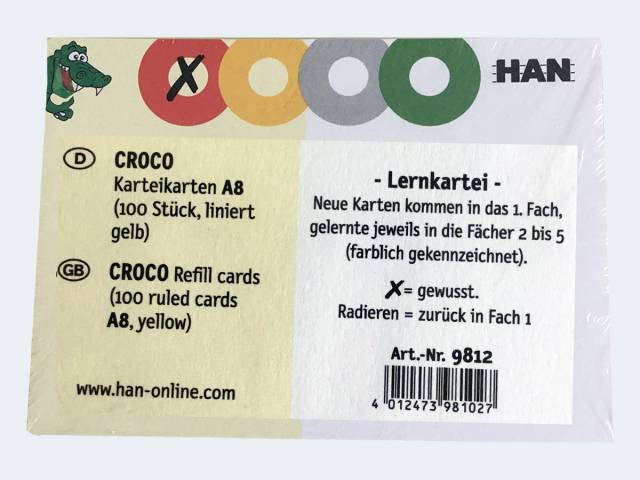 HAN
D CROCO
Karteikarten A8
(100 Stück, liniert
gelb)
GB CROCO Refill cards
(100 ruled cards
A8, yellow)
www.han-online.com
- Lernkartei -
Neue Karten kommen in das 1. Fach,
gelernte jeweils in die Fächer 2 bis 5
(farblich gekennzeichnet).
X = gewusst.
Radieren = zurück in Fach 1
Art.-Nr. 9812
4 012473 981027